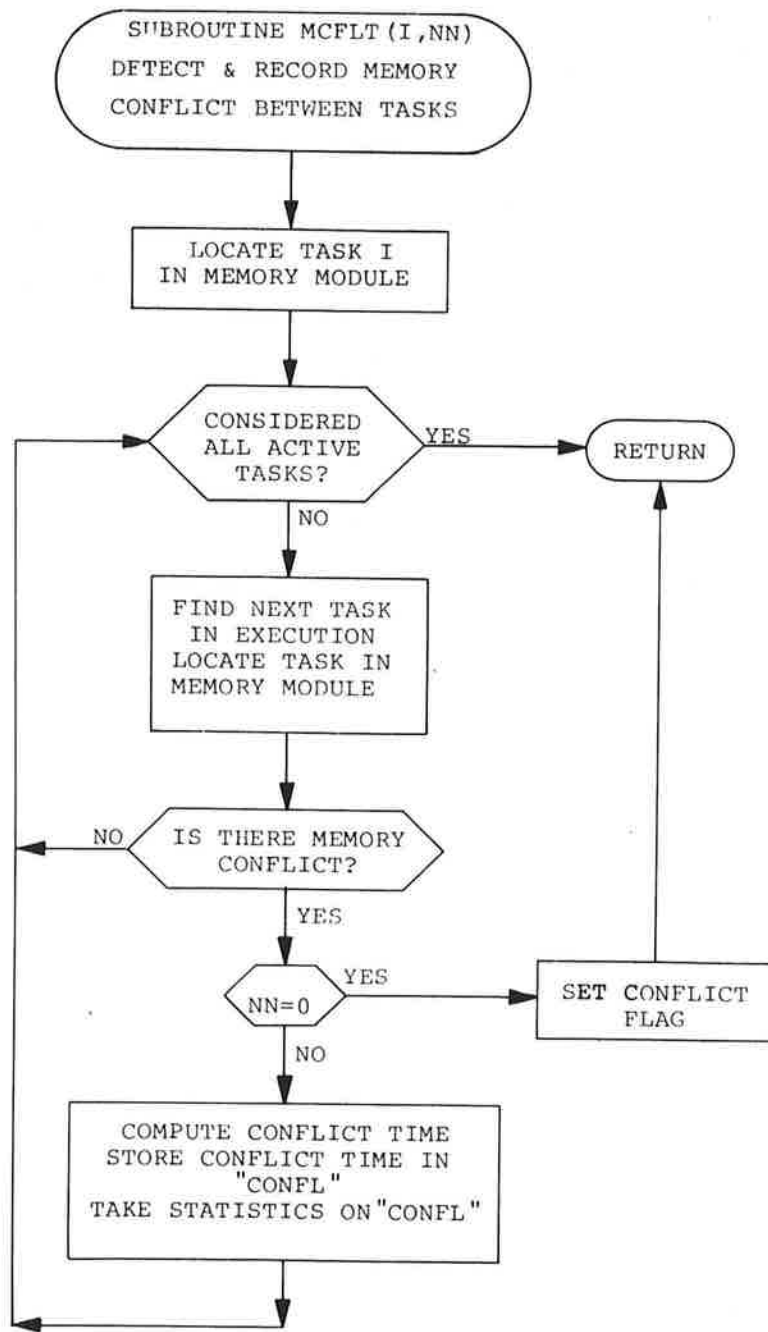 SUBROUTINE MCFLT(I,NN)
DETECT & RECORD MEMORY
CONFLICT BETWEEN TASKS
LOCATE TASK I
IN MEMORY MODULE
CONSIDERED
ALL ACTIVE
TASKS?
YES
RETURN
NO
FIND NEXT TASK
IN EXECUTION
LOCATE TASK IN
MEMORY MODULE
NO
IS THERE MEMORY
CONFLICT?
YES
NN=0
YES
SET CONFLICT
FLAG
NO
COMPUTE CONFLICT TIME
STORE CONFLICT TIME IN
"CONFL"
TAKE STATISTICS ON "CONFL"